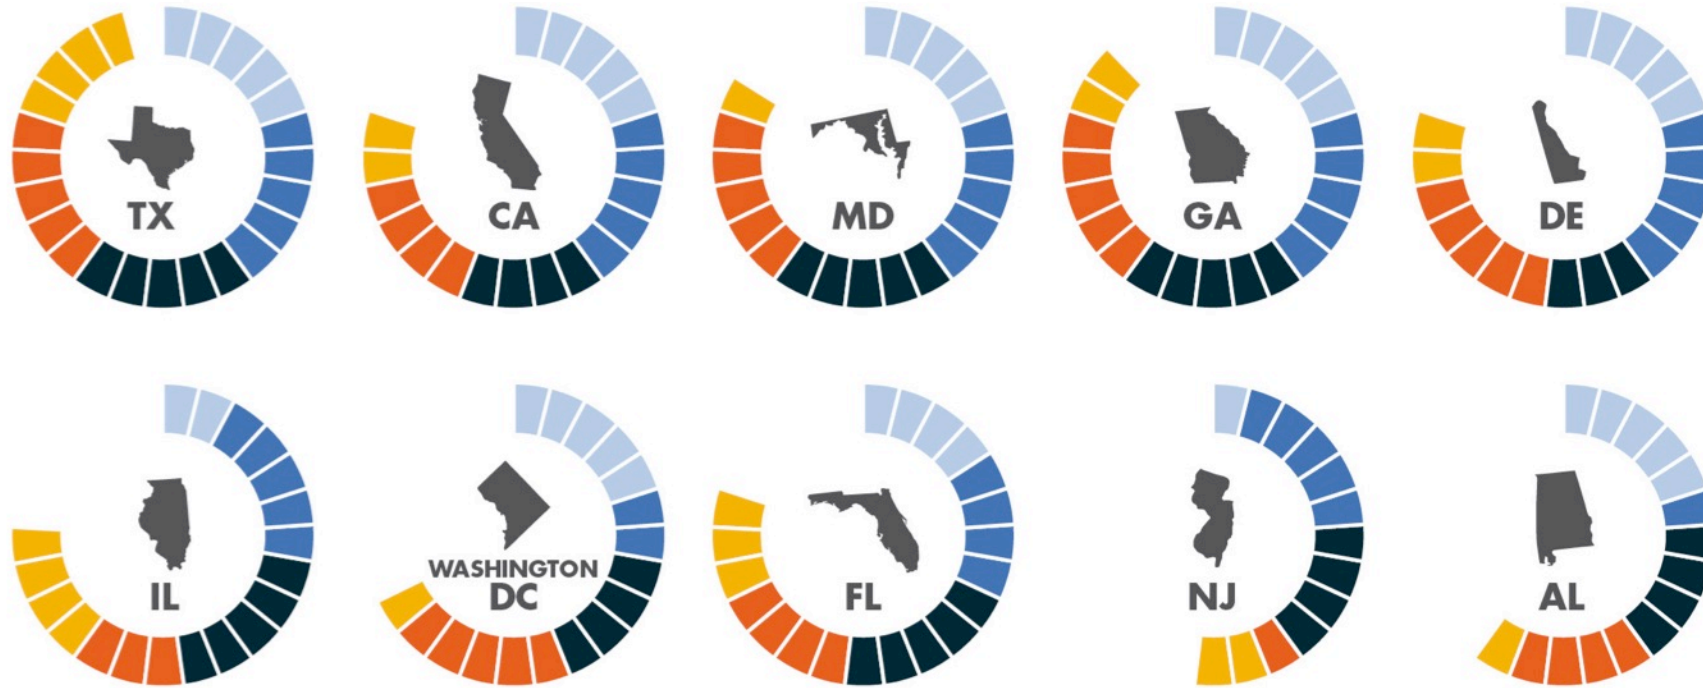 TX
CA
MD
GA
DE
IL
WASHINGTON
DC
FL
NJ
AL